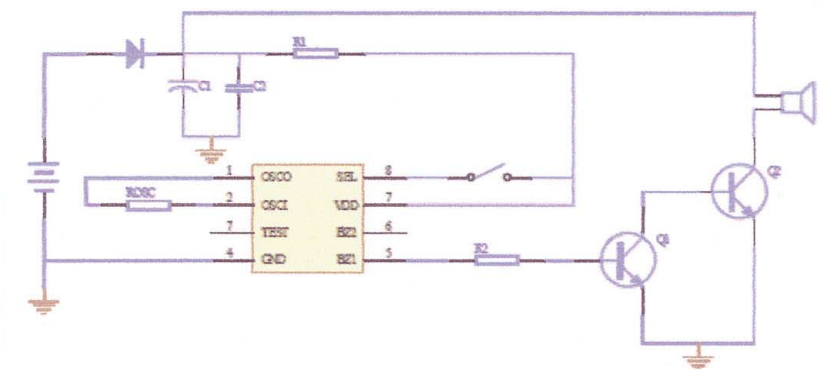 R1
C1
C2
1 OSCO SEL 8
ROSC
2 OSCI VDD 7
7 TEST BZ2 6
4 GND BZ1 5
R2
Q1
Q2